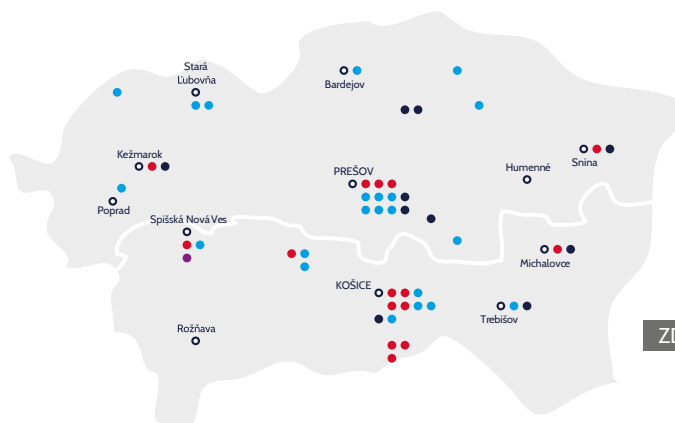 Stará
Ľubovňa
Bardejov
Kežmarok
Snina
Humenné
PREŠOV
Poprad
Spišská Nová Ves
Michalovce
KOŠICE
Trebišov
Rožňava